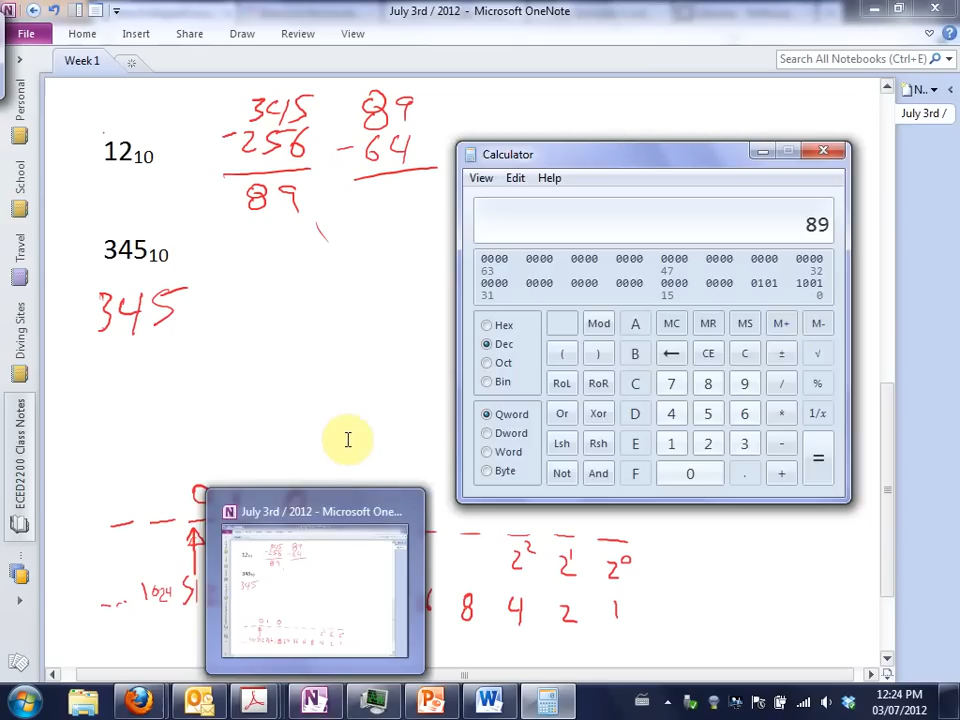 July 3rd / 2012 - Microsoft OneNote
File Home Insert Share Draw Review View
Week 1
Search All Notebooks (Ctrl+E)
N..
July 3rd /
Personal
School
Travel
Diving Sites
ECED2200 Class Notes
345 89
12₁₀ -256 -64
89
345₁₀
345
Calculator
View Edit Help
89
0000 0000 0000 0000 0000 0000 0000 0000
63 47 32
0000 0000 0000 0000 0000 0000 0101 1001
31 15 0
Hex Mod A MC MR MS M+ M-
Dec ( ) B ← CE C ± √
Oct
Bin RoL RoR C 7 8 9 / %
Qword Or Xor D 4 5 6 * 1/x
Dword Lsh Rsh E 1 2 3 - =
Word
Byte Not And F 0 . +
0
July 3rd / 2012 - Microsoft One...
2² 2¹ 2⁰
... 1024 8 4 2 1
12:24 PM
03/07/2012